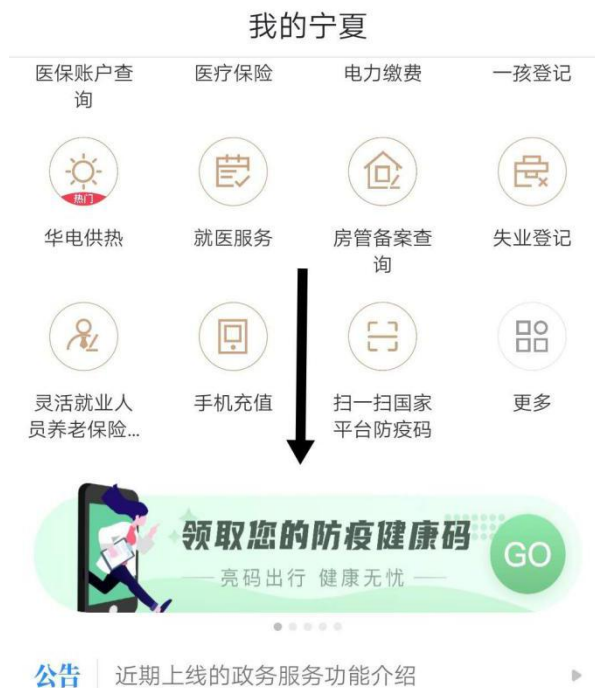 我的宁夏
医保账户查
询
医疗保险
电力缴费
一孩登记
热门
华电供热
就医服务
房管备案查
询
失业登记
灵活就业人
员养老保险...
手机充值
扫一扫国家
平台防疫码
更多
领取您的防疫健康码
亮码出行 健康无忧
GO
公告
近期上线的政务服务功能介绍